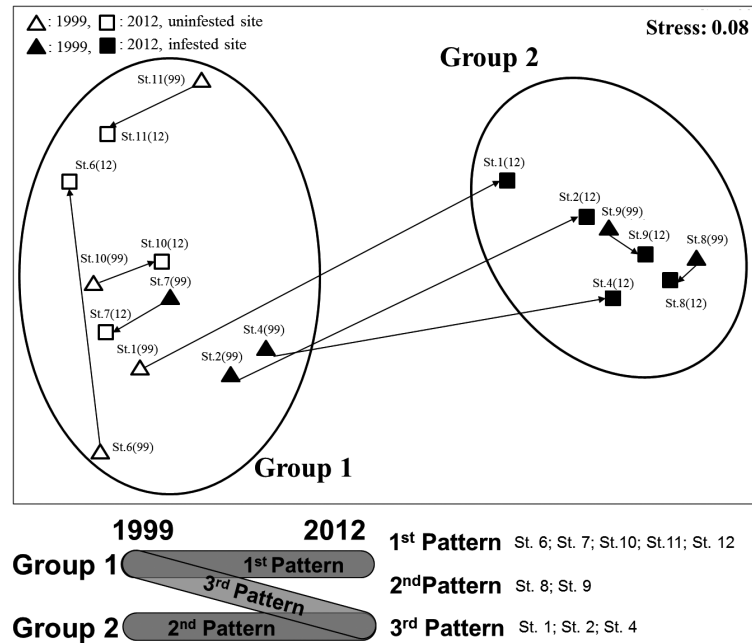 △: 1999, □: 2012, uninfested site
▲: 1999, ■: 2012, infested site
Stress: 0.08
Group 2
St.11(99)
St.11(12)
St.6(12)
St.1(12)
St.2(12)
St.9(99)
St.9(12)
St.8(99)
St.10(12)
St.10(99)
St.7(99)
St.8(12)
St.4(12)
St.7(12)
St.4(99)
St.1(99)
St.2(99)
St.6(99)
Group 1
1999 2012
Group 1 1st Pattern
3rd Pattern
Group 2 2nd Pattern
1st Pattern St. 6; St. 7; St.10; St.11; St. 12
2ndPattern St. 8; St. 9
3rd Pattern St. 1; St. 2; St. 4